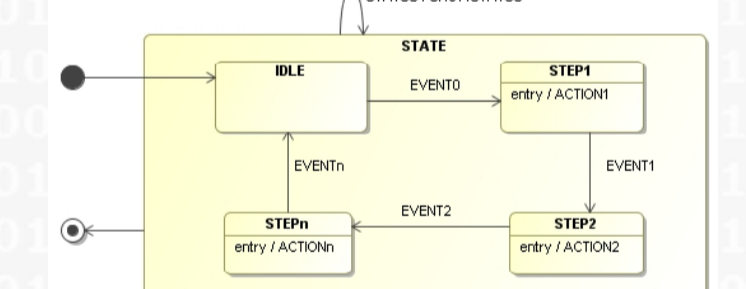 STATE
IDLE
EVENT0
STEP1
entry / ACTION1
EVENTn
EVENT1
STEPn
entry / ACTIONn
EVENT2
STEP2
entry / ACTION2